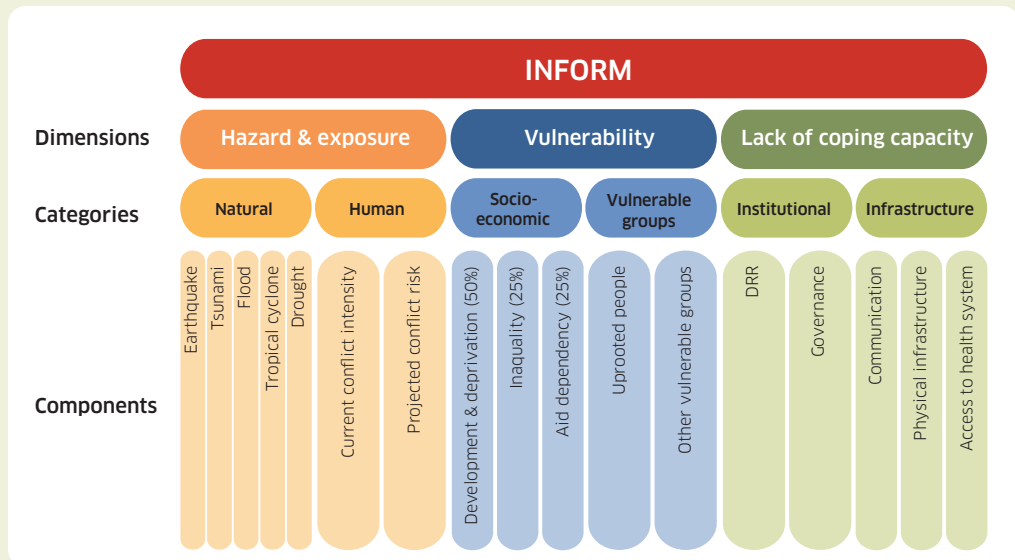 INFORM
Dimensions
Hazard & exposure
Vulnerability
Lack of coping capacity
Categories
Natural
Human
Socio-
economic
Vulnerable
groups
Institutional
Infrastructure
Components
Earthquake
Tsunami
Flood
Tropical cyclone
Drought
Current conflict intensity
Projected conflict risk
Development & deprivation (50%)
Inaquality (25%)
Aid dependency (25%)
Uprooted people
Other vulnerable groups
DRR
Governance
Communication
Physical infrastructure
Access to health system